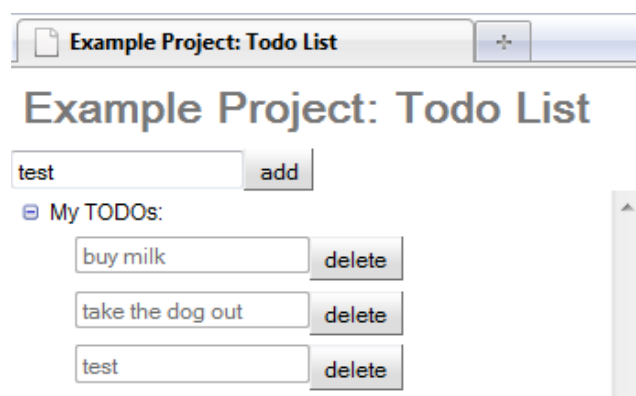 Example Project: Todo List
Example Project: Todo List
test add
My TODOs:
buy milk delete
take the dog out delete
test delete